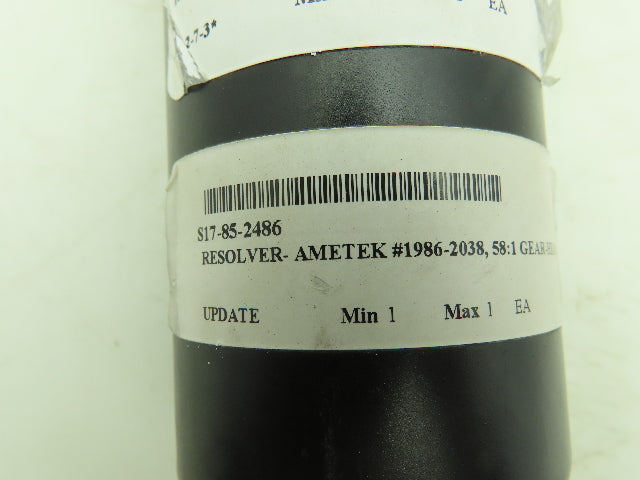 EA
2-7-3*
S17-85-2486
RESOLVER- AMETEK #1986-2038, 58:1 GEAR
UPDATE Min 1 Max 1 EA